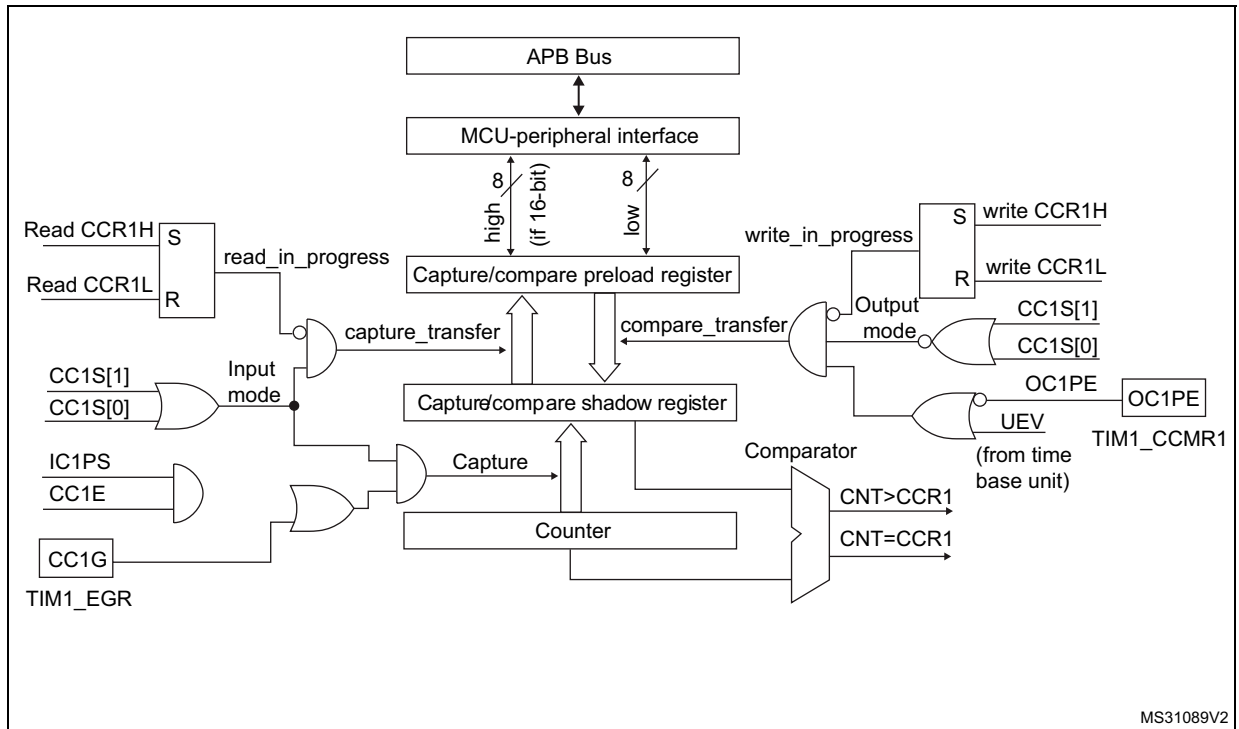 APB Bus
MCU-peripheral interface
8
high
(if 16-bit)
8
low
Read CCR1H
S
Read CCR1L
R
read_in_progress
write_in_progress
S
write CCR1H
R
write CCR1L
Capture/compare preload register
capture_transfer
compare_transfer
Output
mode
CC1S[1]
CC1S[0]
CC1S[1]
CC1S[0]
Input
mode
Capture/compare shadow register
OC1PE
OC1PE
UEV
TIM1_CCMR1
(from time
base unit)
IC1PS
CC1E
Capture
Comparator
CNT>CCR1
CNT=CCR1
Counter
CC1G
TIM1_EGR
MS31089V2